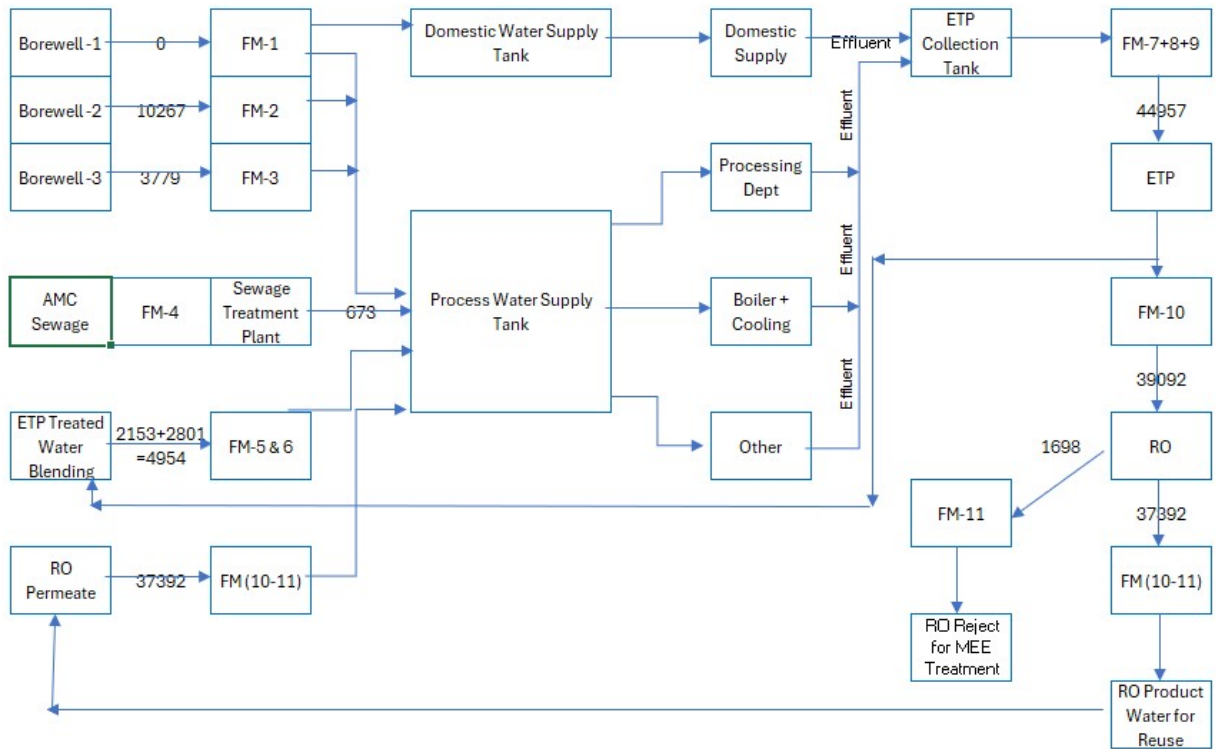 Borewell -1
0
FM-1
Domestic Water Supply
Tank
Domestic
Supply
Effluent
ETP
Collection
Tank
FM-7+8+9
Borewell -2
10267
FM-2
Effluent
44957
Borewell -3
3779
FM-3
Processing
Dept
ETP
Effluent
AMC
Sewage
FM-4
Sewage
Treatment
Plant
673
Process Water Supply
Tank
Boiler +
Cooling
FM-10
Effluent
39092
ETP Treated
Water
Blending
2153+2801
=4954
FM-5 & 6
Other
1698
RO
FM-11
37392
RO
Permeate
37392
FM (10-11)
FM (10-11)
RO Reject
for MEE
Treatment
RO Product
Water for
Reuse